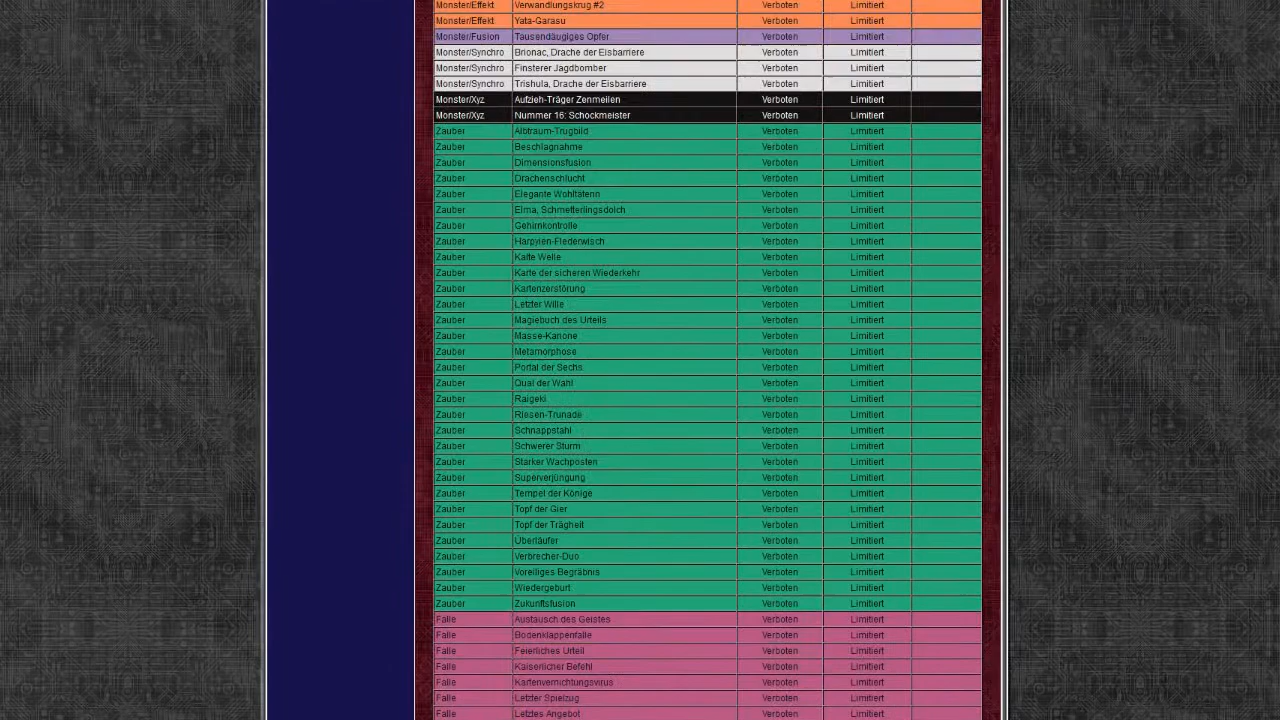 Monster/Effekt Verwandlungskrug #2 Verboten Limitiert
Monster/Effekt Yata-Garasu Verboten Limitiert
Monster/Fusion Tausendäugiges Opfer Verboten Limitiert
Monster/Synchro Brionac, Drache der Eisbarriere Verboten Limitiert
Monster/Synchro Finsterer Jagdbomber Verboten Limitiert
Monster/Synchro Trishula, Drache der Eisbarriere Verboten Limitiert
Monster/Xyz Aufzieh-Träger Zenmeilen Verboten Limitiert
Monster/Xyz Nummer 16: Schockmeister Verboten Limitiert
Zauber Albtraum-Trugbild Verboten Limitiert
Zauber Beschlagnahme Verboten Limitiert
Zauber Dimensionsfusion Verboten Limitiert
Zauber Drachenschlucht Verboten Limitiert
Zauber Elegante Wohltätenn Verboten Limitiert
Zauber Elma, Schmetterlingsdolch Verboten Limitiert
Zauber Gehirnkontrolle Verboten Limitiert
Zauber Harpyien-Flederwisch Verboten Limitiert
Zauber Kalte Welle Verboten Limitiert
Zauber Karte der sicheren Wiederkehr Verboten Limitiert
Zauber Kartenzerstörung Verboten Limitiert
Zauber Letzter Wille Verboten Limitiert
Zauber Magiebuch des Urteils Verboten Limitiert
Zauber Masse-Kanone Verboten Limitiert
Zauber Metamorphose Verboten Limitiert
Zauber Portal der Sechs Verboten Limitiert
Zauber Qual der Wahl Verboten Limitiert
Zauber Raigeki Verboten Limitiert
Zauber Riesen-Trunade Verboten Limitiert
Zauber Schnappstahl Verboten Limitiert
Zauber Schwerer Sturm Verboten Limitiert
Zauber Starker Wachposten Verboten Limitiert
Zauber Superverjüngung Verboten Limitiert
Zauber Tempel der Könige Verboten Limitiert
Zauber Topf der Gier Verboten Limitiert
Zauber Topf der Trägheit Verboten Limitiert
Zauber Überläufer Verboten Limitiert
Zauber Verbrecher-Duo Verboten Limitiert
Zauber Voreiliges Begräbnis Verboten Limitiert
Zauber Wiedergeburt Verboten Limitiert
Zauber Zukunftsfusion Verboten Limitiert
Falle Austausch des Geistes Verboten Limitiert
Falle Bodenklappenfalle Verboten Limitiert
Falle Feierliches Urteil Verboten Limitiert
Falle Kaiserlicher Befehl Verboten Limitiert
Falle Kartenvernichtungsvirus Verboten Limitiert
Falle Letzter Spielzug Verboten Limitiert
Falle Letztes Angebot Verboten Limitiert